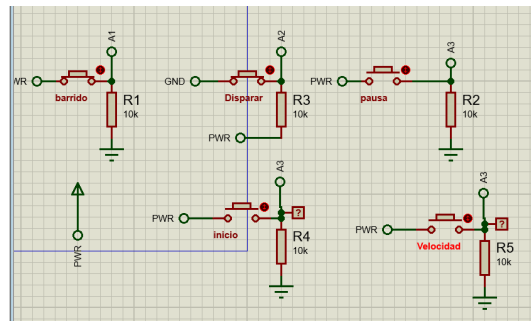 A1
WR
barrido
R1
10k
A2
GND
Disparar
R3
10k
PWR
A3
PWR
pausa
R2
10k
PWR
A3
PWR
inicio
?
R4
10k
A3
PWR
Velocidad
?
R5
10k